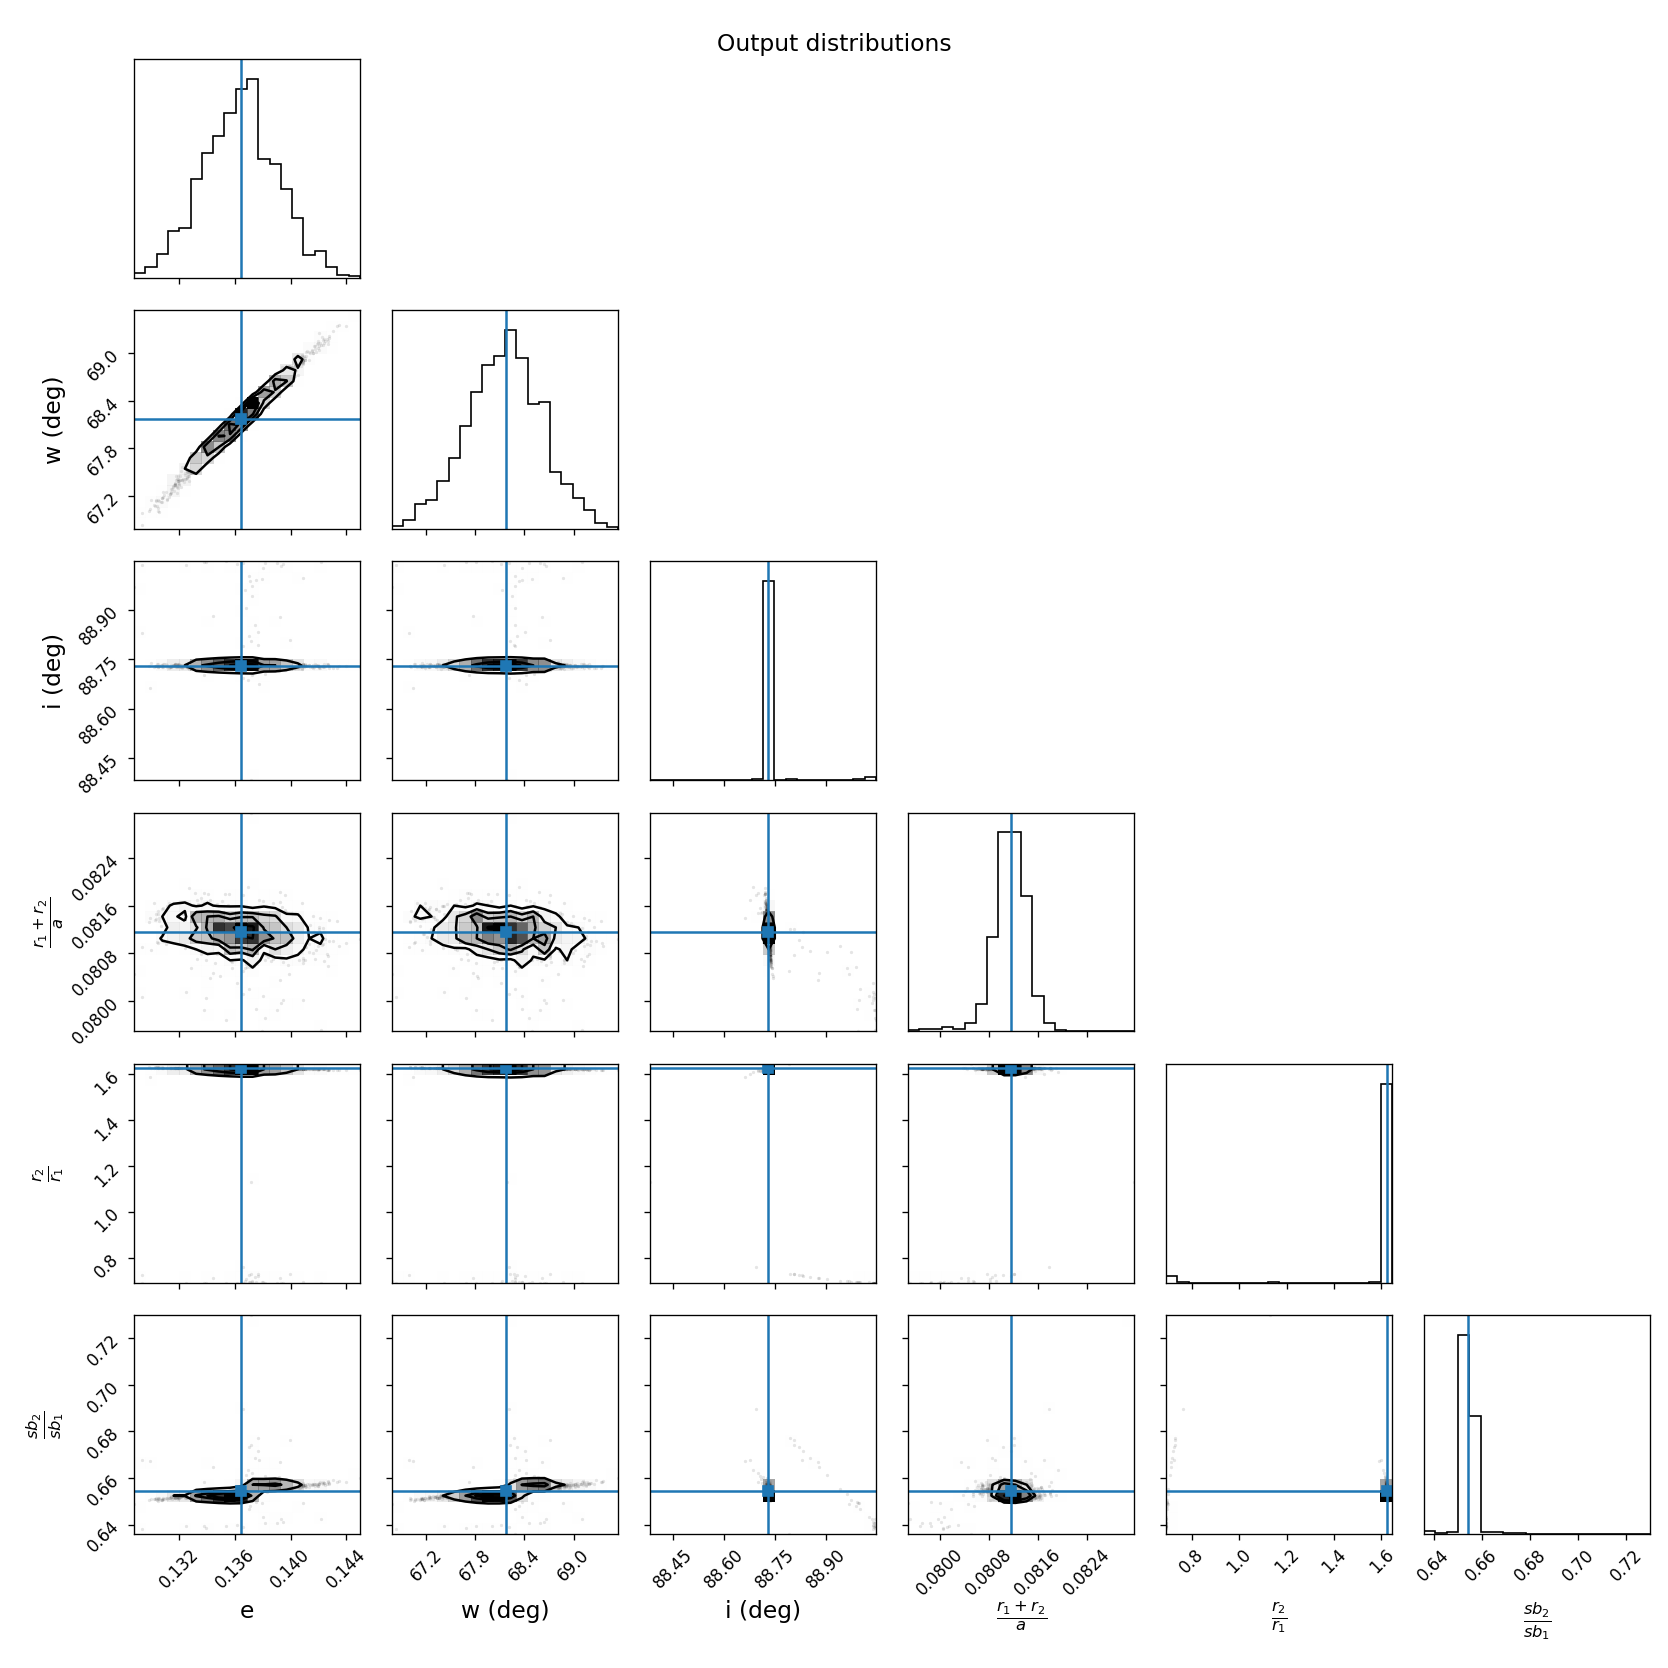 Output distributions
w (deg)
69.0
68.4
67.8
67.2
i (deg)
88.90
88.75
88.60
88.45
r₁ + r₂
a
0.0824
0.0816
0.0808
0.0800
r₂
r₁
1.6
1.4
1.2
1.0
0.8
sb₂
sb₁
0.72
0.70
0.68
0.66
0.64
0.132 0.136 0.140 0.144 67.2 67.8 68.4 69.0 88.45 88.60 88.75 88.90 0.0800 0.0808 0.0816 0.0824 0.8 1.0 1.2 1.4 1.6 0.64 0.66 0.68 0.70 0.72
e w (deg) i (deg) r₁ + r₂ r₂ sb₂
a r₁ sb₁